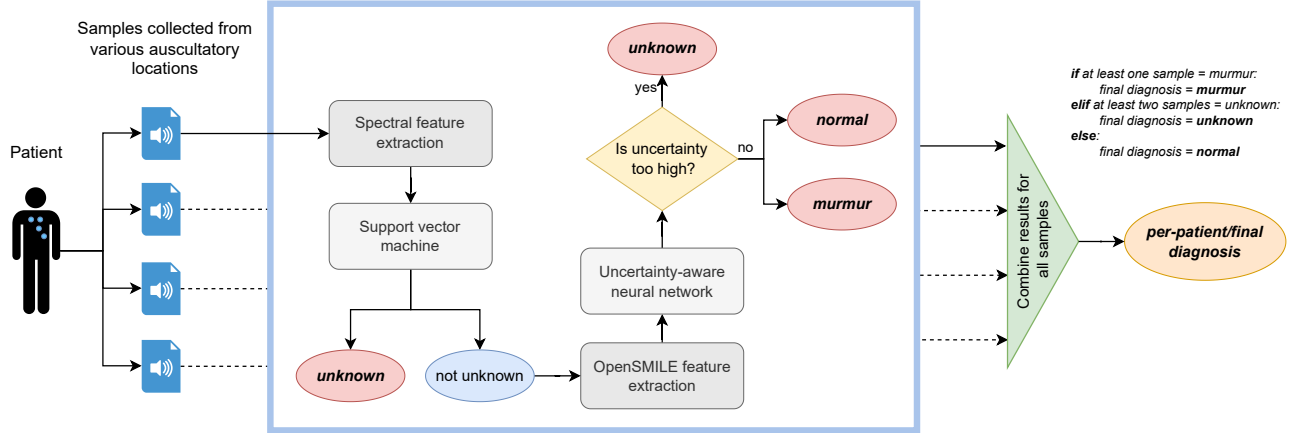 Samples collected from
various auscultatory
locations
Patient
Spectral feature
extraction
Support vector
machine
unknown
not unknown
OpenSMILE feature
extraction
Uncertainty-aware
neural network
Is uncertainty
too high?
yes
unknown
no
normal
murmur
Combine results for
all samples
if at least one sample = murmur:
final diagnosis = murmur
elif at least two samples = unknown:
final diagnosis = unknown
else:
final diagnosis = normal
per-patient/final
diagnosis